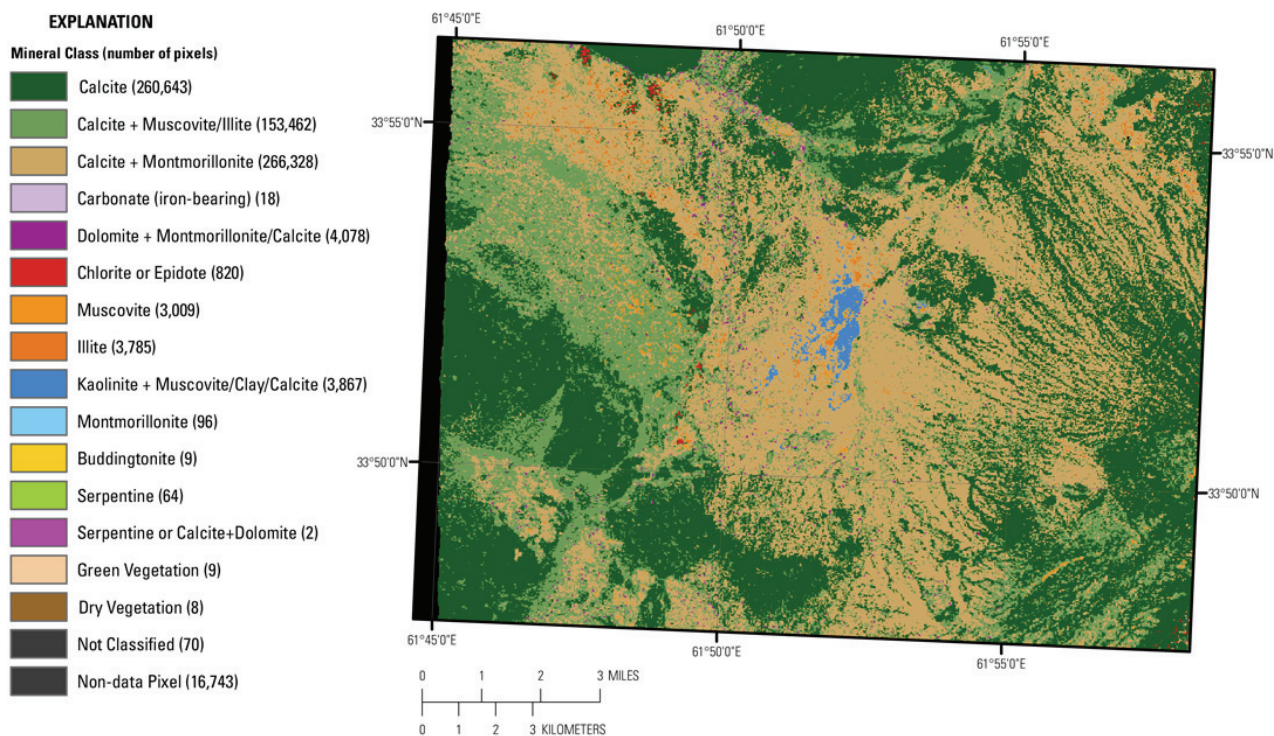 EXPLANATION
Mineral Class (number of pixels)
Calcite (260,643)
Calcite + Muscovite/Illite (153,462)
Calcite + Montmorillonite (266,328)
Carbonate (iron-bearing) (18)
Dolomite + Montmorillonite/Calcite (4,078)
Chlorite or Epidote (820)
Muscovite (3,009)
Illite (3,785)
Kaolinite + Muscovite/Clay/Calcite (3,867)
Montmorillonite (96)
Buddingtonite (9)
Serpentine (64)
Serpentine or Calcite+Dolomite (2)
Green Vegetation (9)
Dry Vegetation (8)
Not Classified (70)
Non-data Pixel (16,743)
61°45'0"E
61°50'0"E
61°55'0"E
33°55'0"N
33°55'0"N
33°50'0"N
33°50'0"N
61°45'0"E
61°50'0"E
61°55'0"E
0 1 2 3 MILES
0 1 2 3 KILOMETERS